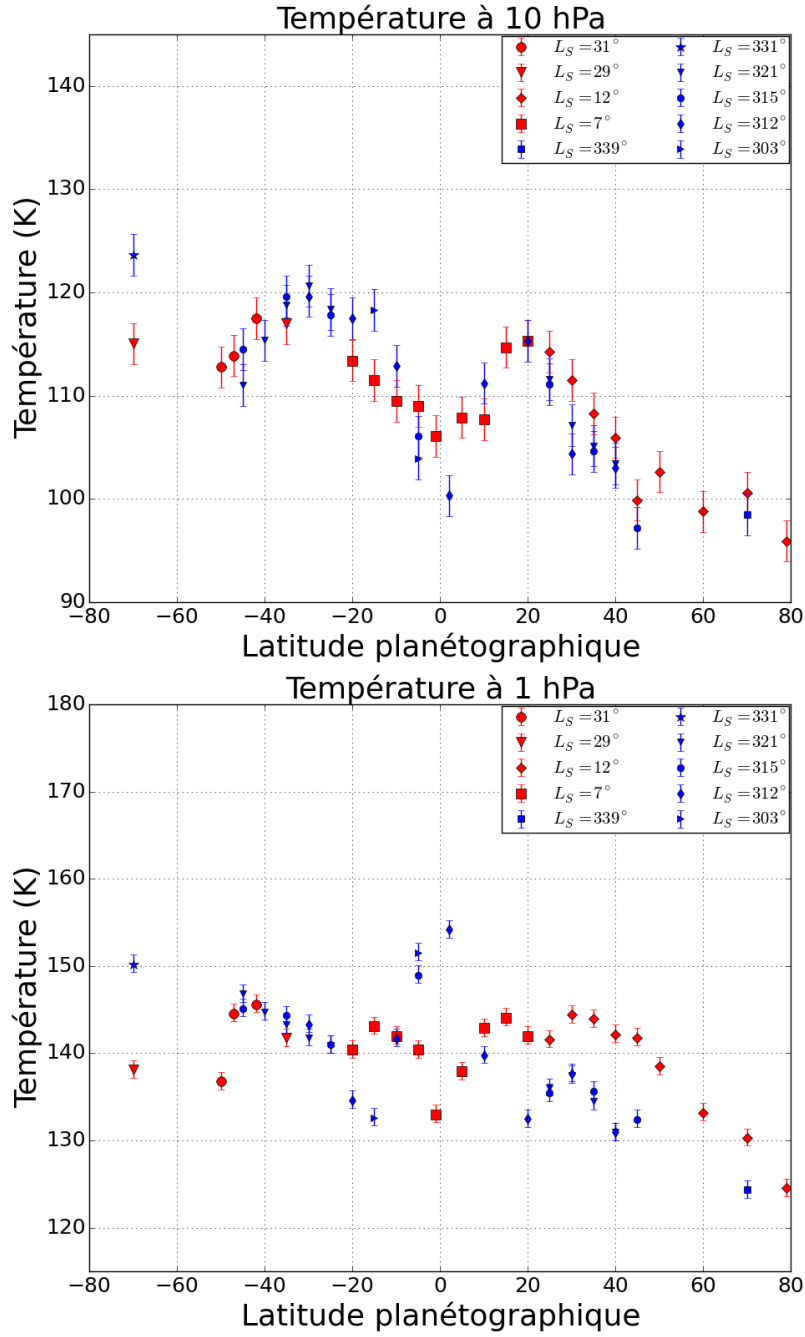 Température à 10 hPa
Température (K)
140
130
120
110
100
90
L_S = 31°
L_S = 29°
L_S = 12°
L_S = 7°
L_S = 339°
L_S = 331°
L_S = 321°
L_S = 315°
L_S = 312°
L_S = 303°
−80 −60 −40 −20 0 20 40 60 80
Latitude planétographique
Température à 1 hPa
Température (K)
180
170
160
150
140
130
120
L_S = 31°
L_S = 29°
L_S = 12°
L_S = 7°
L_S = 339°
L_S = 331°
L_S = 321°
L_S = 315°
L_S = 312°
L_S = 303°
−80 −60 −40 −20 0 20 40 60 80
Latitude planétographique